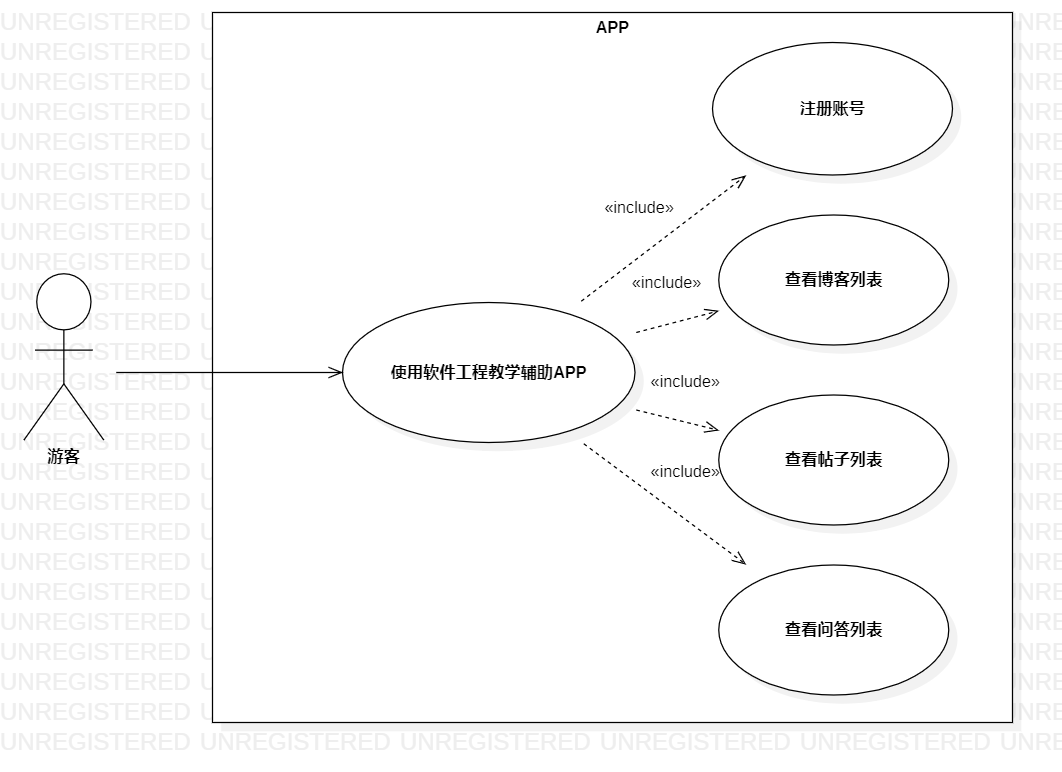 APP
注册账号
«include»
«include»
查看博客列表
使用软件工程教学辅助APP
«include»
游客
查看帖子列表
«include»
查看问答列表
UNREGISTERED UNREGISTERED UNREGISTERED UNREGISTERED UNREGISTERED